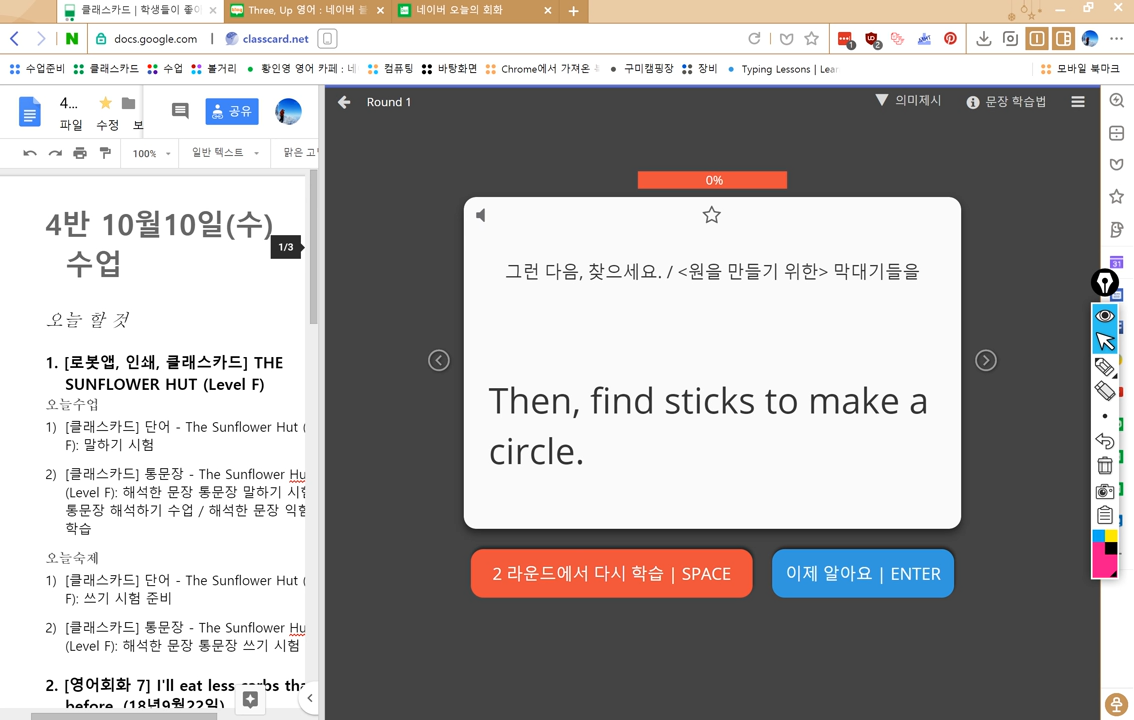 클래스카드 | 학생들이 좋아
Three, Up 영어 : 네이버 블
네이버 오늘의 회화
docs.google.com | classcard.net
수업준비 클래스카드 수업 볼거리 황인영 영어 카페 : 네 컴퓨팅 바탕화면 Chrome에서 가져온 구미캠핑장 장비 Typing Lessons | Lear 모바일 북마크
4...
공유
파일 수정 보
100% 일반 텍스트 맑은 고
4반 10월10일(수)
수업
1/3
오늘 할 것
1. [로봇앱, 인쇄, 클래스카드] THE
SUNFLOWER HUT (Level F)
오늘수업
1) [클래스카드] 단어 - The Sunflower Hut (
F): 말하기 시험
2) [클래스카드] 통문장 - The Sunflower Hu
(Level F): 해석한 문장 통문장 말하기 시험
통문장 해석하기 수업 / 해석한 문장 익힘
학습
오늘숙제
1) [클래스카드] 단어 - The Sunflower Hut (
F): 쓰기 시험 준비
2) [클래스카드] 통문장 - The Sunflower Hu
(Level F): 해석한 문장 통문장 쓰기 시험
2. [영어회화 7] I'll eat less carbs tha
before. (18년9월22일)
Round 1
의미제시
문장 학습법
0%
그런 다음, 찾으세요. / <원을 만들기 위한> 막대기들을
Then, find sticks to make a
circle.
2 라운드에서 다시 학습 | SPACE
이제 알아요 | ENTER
31